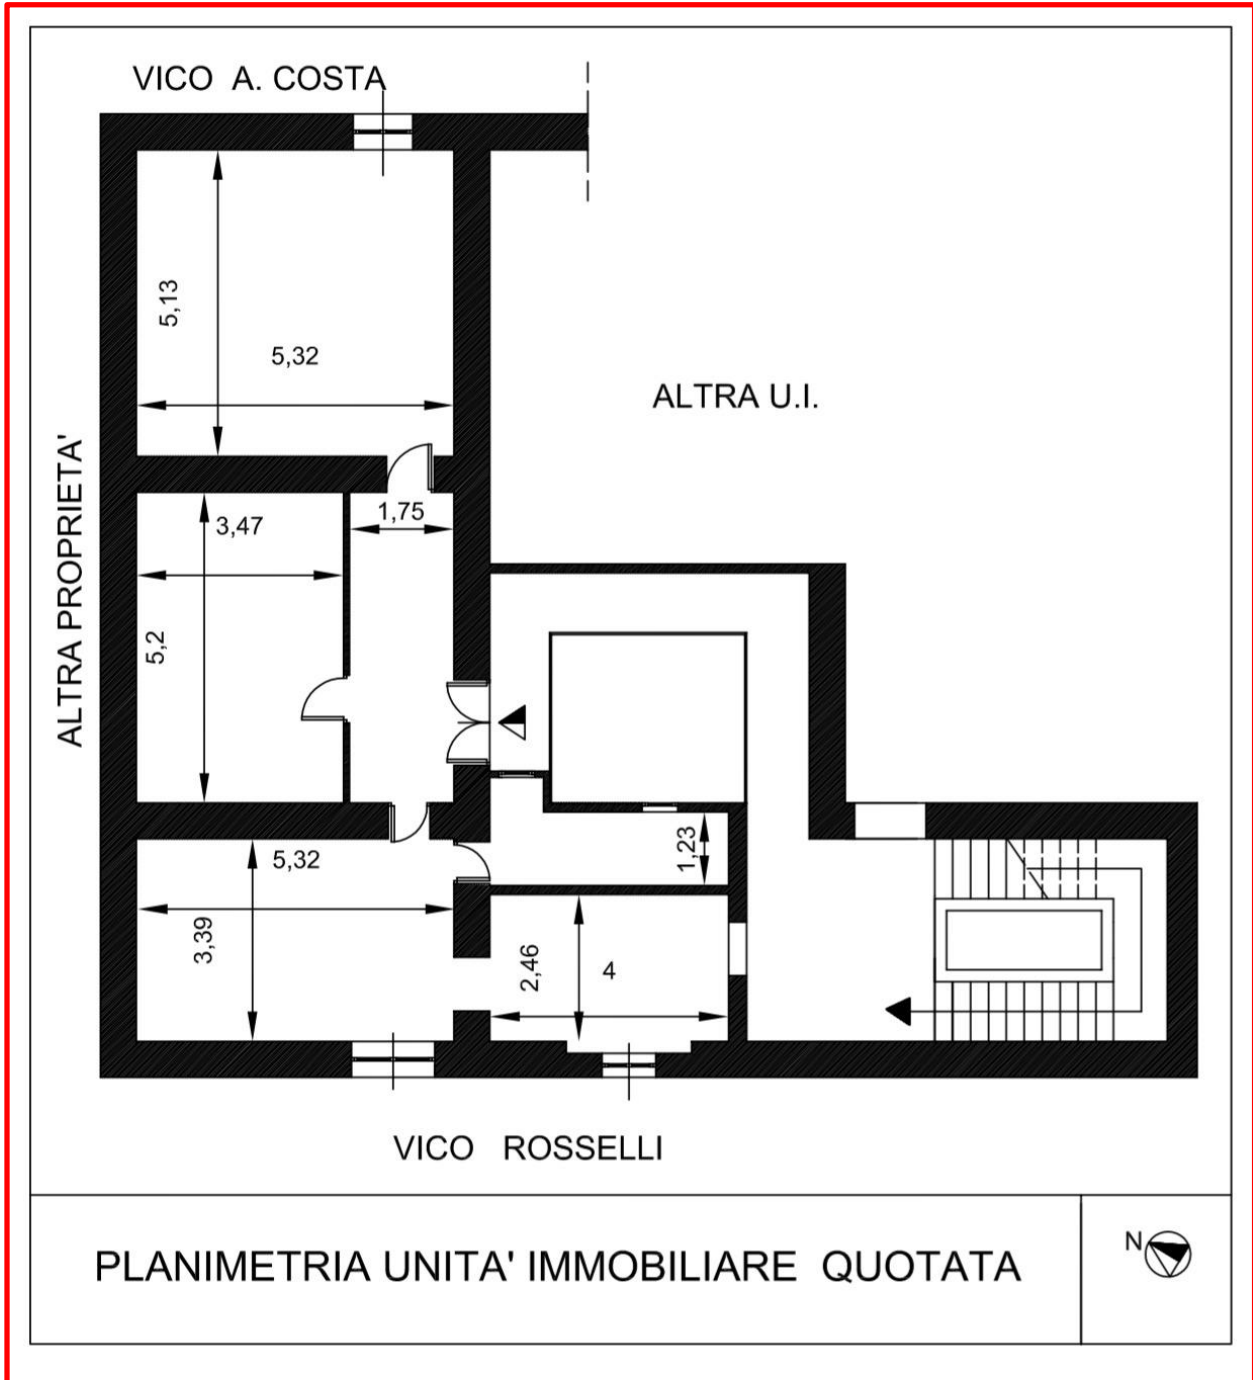 VICO A. COSTA
5,13
5,32
ALTRA U.I.
ALTRA PROPRIETA'
3,47
1,75
5,2
5,32
1,23
3,39
2,46
4
VICO ROSSELLI
PLANIMETRIA UNITA' IMMOBILIARE QUOTATA
N